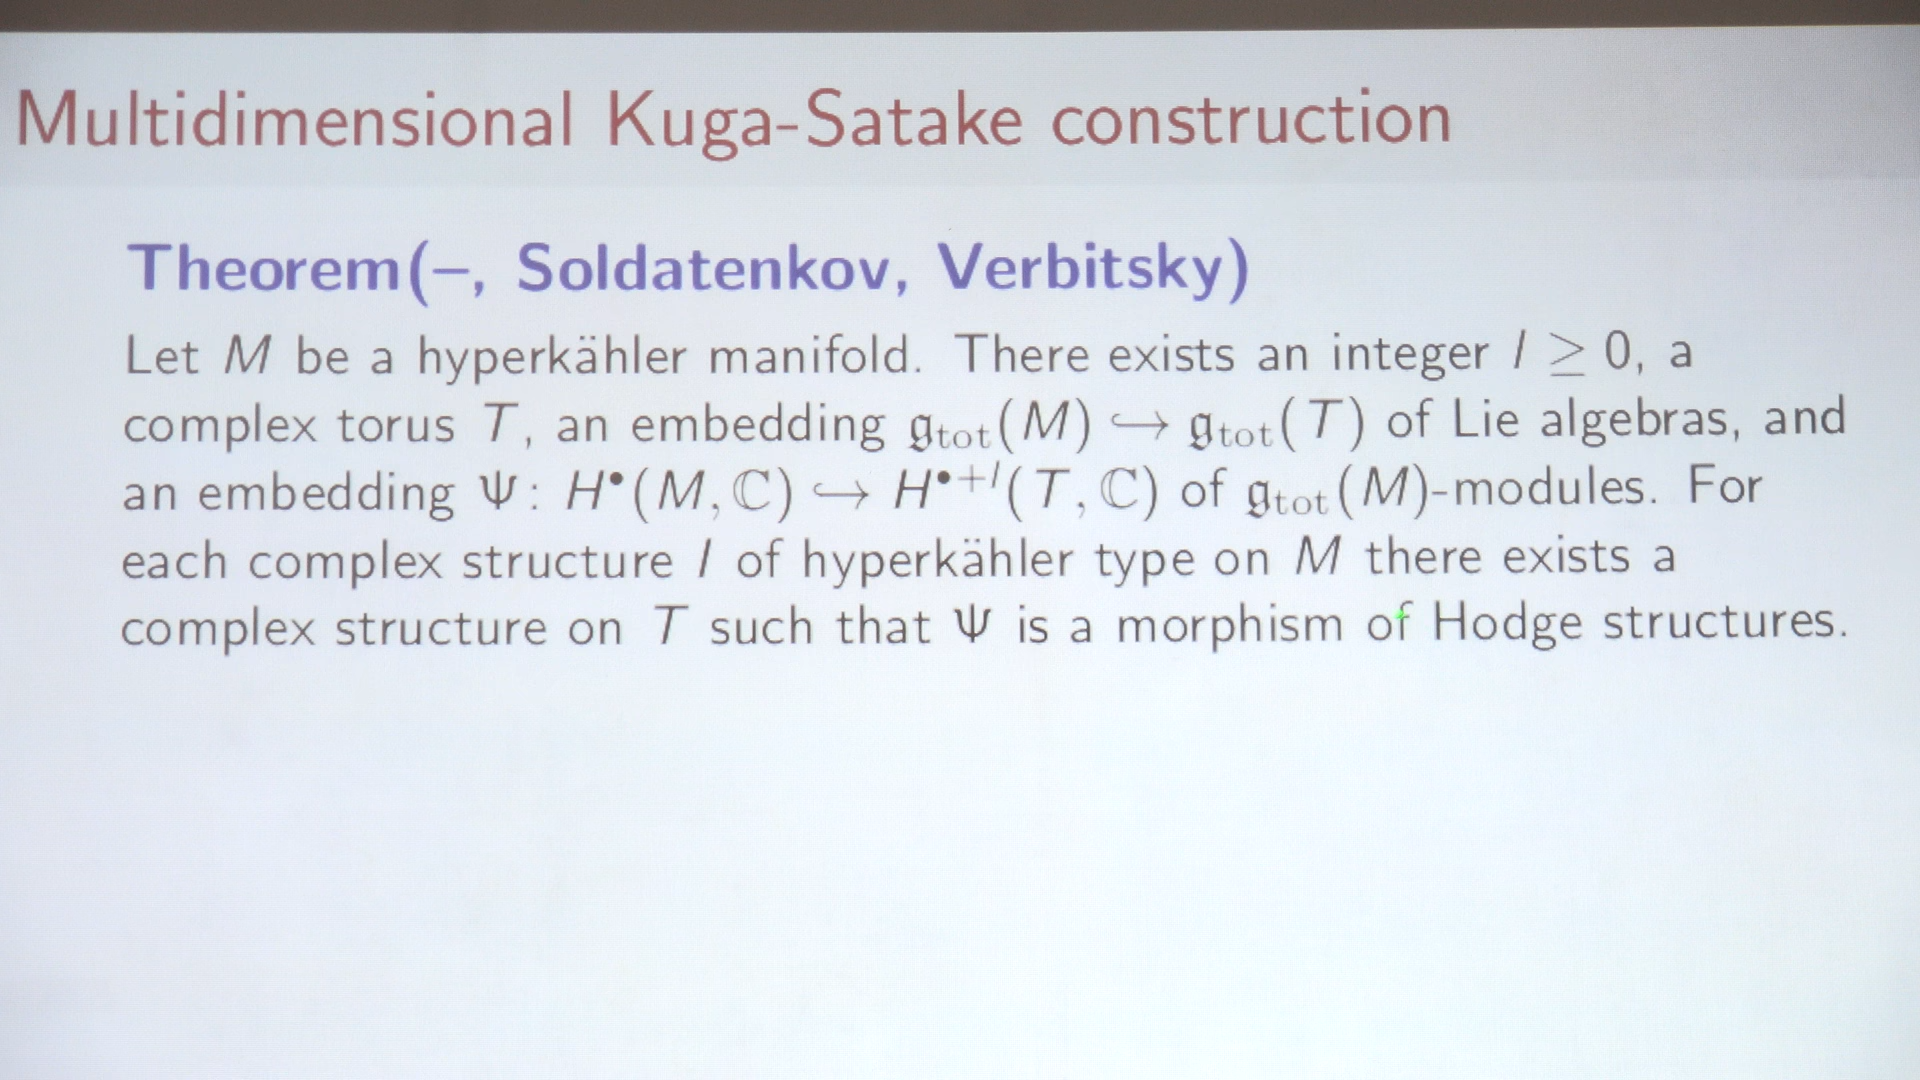 Multidimensional Kuga-Satake construction
Theorem(–, Soldatenkov, Verbitsky)
Let M be a hyperkähler manifold. There exists an integer l ≥ 0, a
complex torus T, an embedding 𝔤ₜₒₜ(M) ↪ 𝔤ₜₒₜ(T) of Lie algebras, and
an embedding Ψ: H•(M, ℂ) ↪ H•⁺ˡ(T, ℂ) of 𝔤ₜₒₜ(M)-modules. For
each complex structure I of hyperkähler type on M there exists a
complex structure on T such that Ψ is a morphism of Hodge structures.